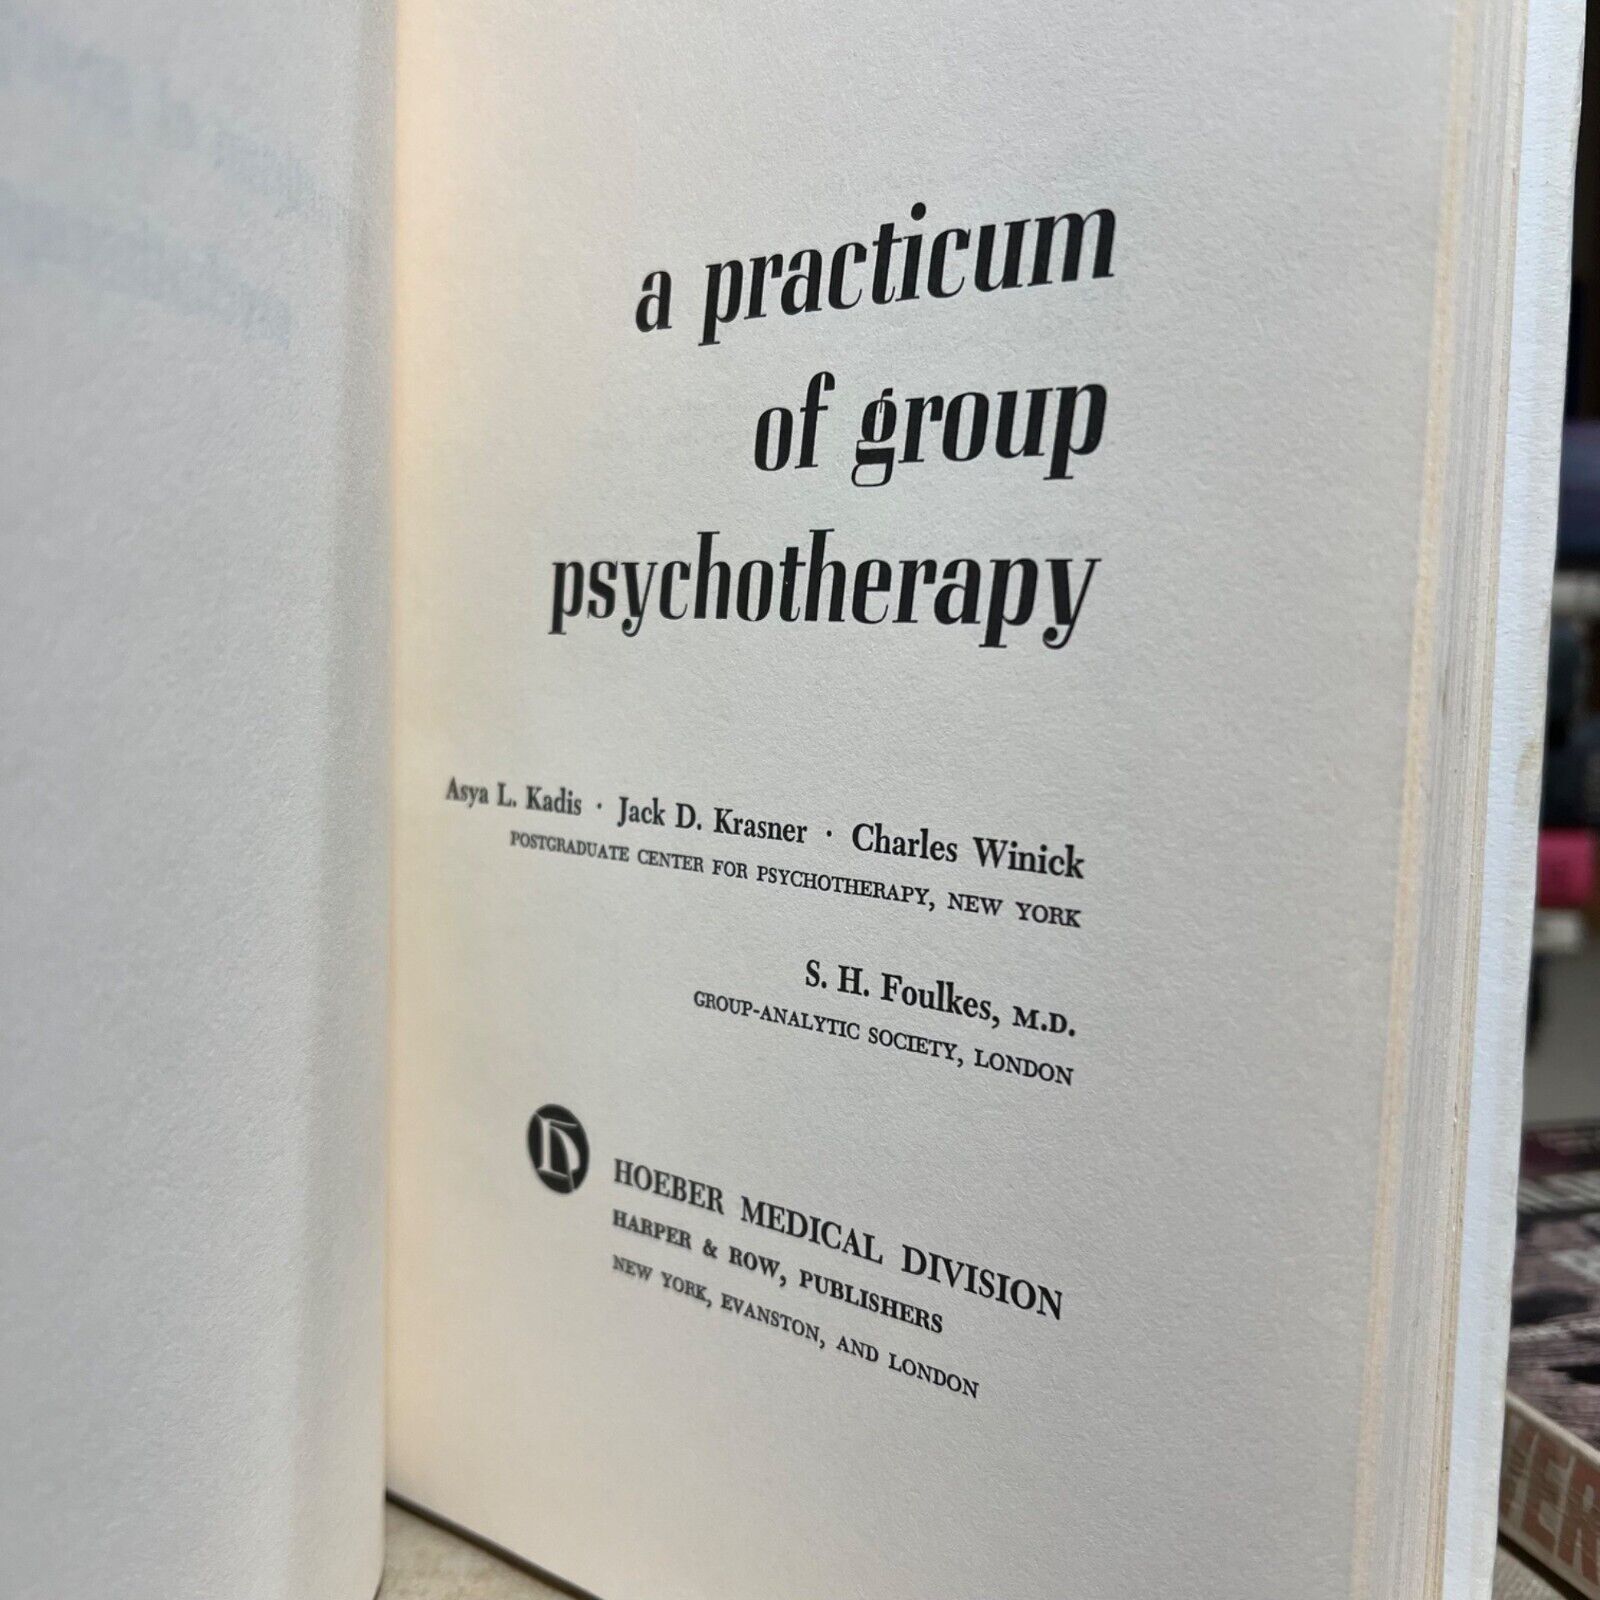 a practicum
of group
psychotherapy
Asya L. Kadis · Jack D. Krasner · Charles Winick
POSTGRADUATE CENTER FOR PSYCHOTHERAPY, NEW YORK
S. H. Foulkes, M.D.
GROUP-ANALYTIC SOCIETY, LONDON
HOEBER MEDICAL DIVISION
HARPER & ROW, PUBLISHERS
NEW YORK, EVANSTON, AND LONDON